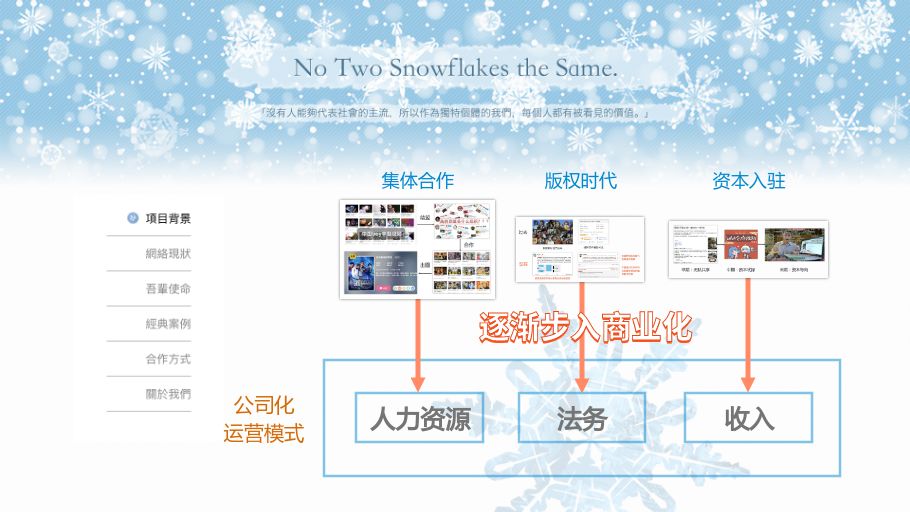 No Two Snowflakes the Same.
「沒有人能夠代表社會的主流，所以作為獨特個體的我們，每個人都有被看見的價值。」
集体合作
版权时代
资本入驻
項目背景
網絡現狀
吾輩使命
經典案例
合作方式
關於我們
合作
逐渐步入商业化
公司化
运营模式
人力资源
法务
收入